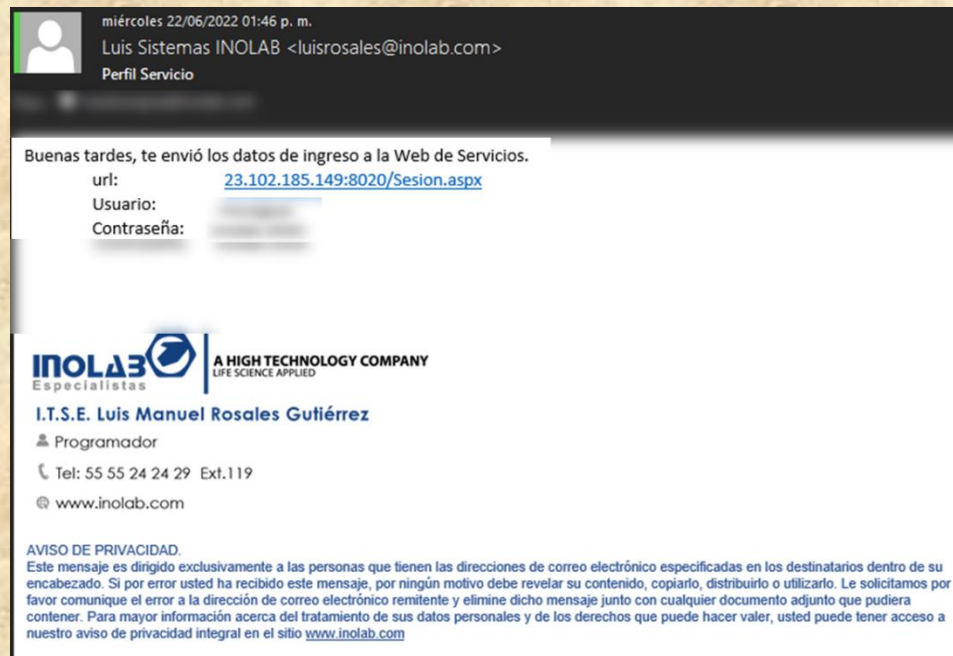 miércoles 22/06/2022 01:46 p. m.
Luis Sistemas INOLAB <luisrosales@inolab.com>
Perfil Servicio
Buenas tardes, te envió los datos de ingreso a la Web de Servicios.
url: 23.102.185.149:8020/Sesion.aspx
Usuario:
Contraseña:
INOLAB
Especialistas
A HIGH TECHNOLOGY COMPANY
LIFE SCIENCE APPLIED
I.T.S.E. Luis Manuel Rosales Gutiérrez
Programador
Tel: 55 55 24 24 29 Ext.119
www.inolab.com
AVISO DE PRIVACIDAD.
Este mensaje es dirigido exclusivamente a las personas que tienen las direcciones de correo electrónico especificadas en los destinatarios dentro de su
encabezado. Si por error usted ha recibido este mensaje, por ningún motivo debe revelar su contenido, copiarlo, distribuirlo o utilizarlo. Le solicitamos por
favor comunique el error a la dirección de correo electrónico remitente y elimine dicho mensaje junto con cualquier documento adjunto que pudiera
contener. Para mayor información acerca del tratamiento de sus datos personales y de los derechos que puede hacer valer, usted puede tener acceso a
nuestro aviso de privacidad integral en el sitio www.inolab.com